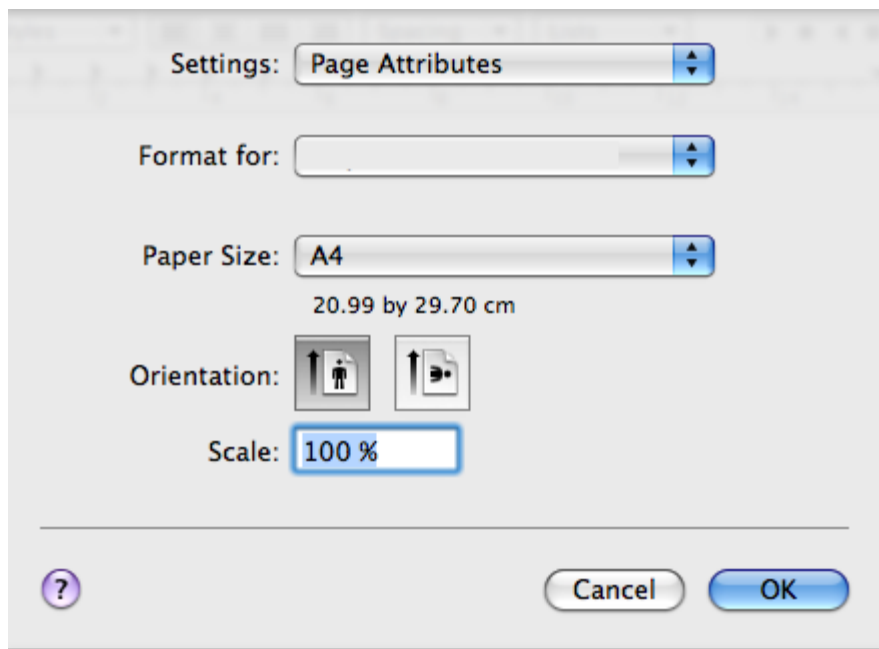 Settings: Page Attributes
Format for:
Paper Size: A4
20.99 by 29.70 cm
Orientation:
Scale: 100 %
? Cancel OK